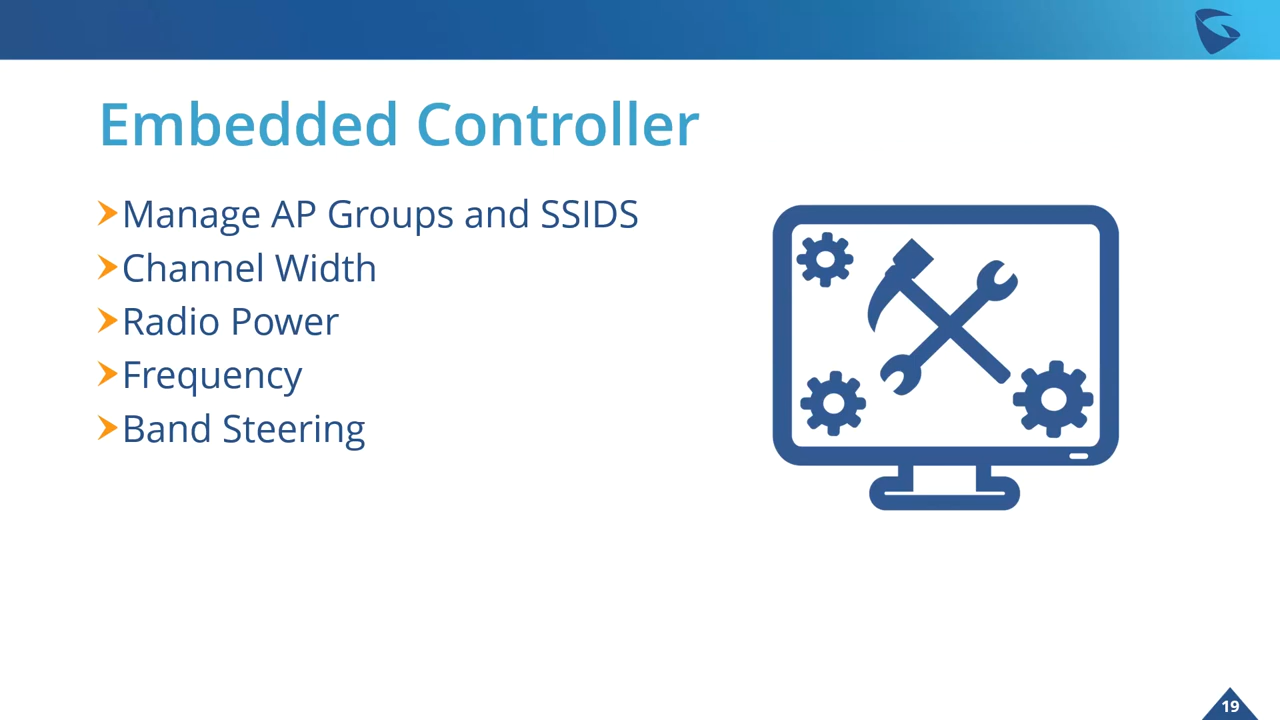 Embedded Controller
Manage AP Groups and SSIDS
Channel Width
Radio Power
Frequency
Band Steering
19